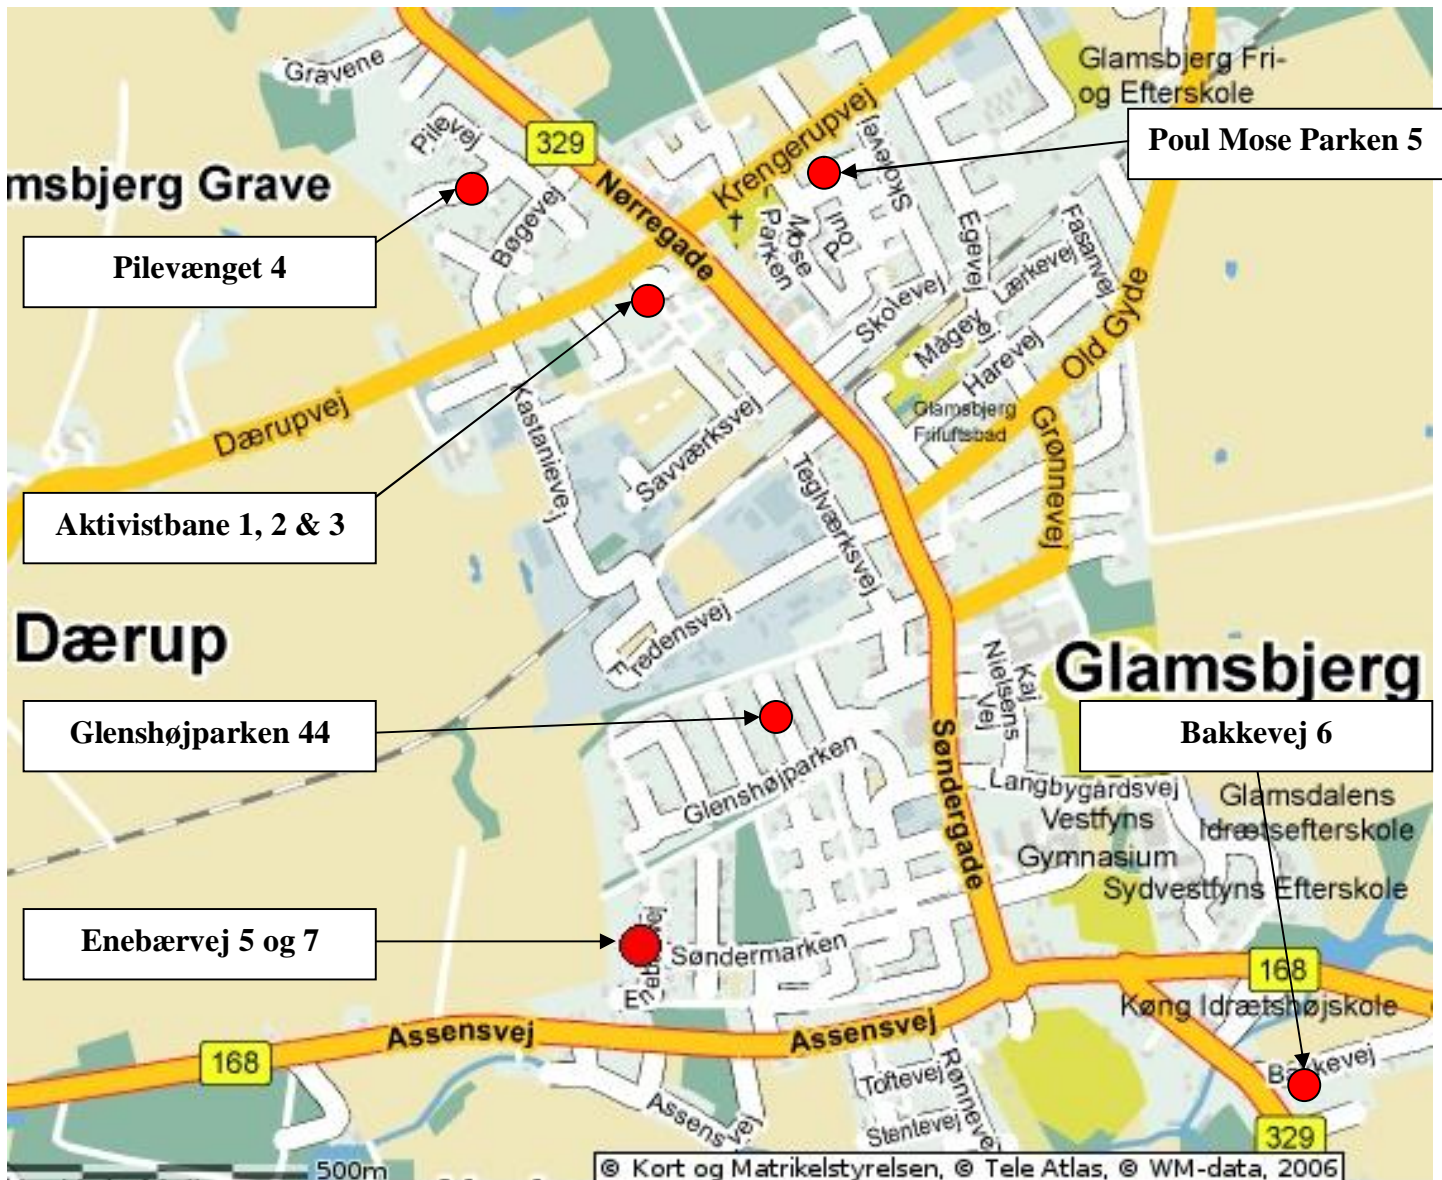 Gravene
Glamsbjerg Fri-
og Efterskole
Pilevej
329
Krengerupvej
Skolevej
Poul Mose Parken 5
msbjerg Grave
Nørregade
Bøgevej
Poul
Mose
Parken
Egevej
Fasanvej
Lærkevej
Pilevænget 4
Skolevej
Mågevej
Harevej
Old Gyde
Dærupvej
Kastanievej
Savværksvej
Glamsbjerg
Friluftsbad
Grønnevej
Teglværksvej
Aktivistbane 1, 2 & 3
Dærup
Fredensvej
Glamsbjerg
Kaj
Nielsens
Vej
Glenshøjparken 44
Bakkevej 6
Søndergade
Glenshøjparken
Langbygårdsvej
Glamsdalens
Idrætsefterskole
Vestfyns
Gymnasium
Sydvestfyns Efterskole
Enebærvej 5 og 7
Søndermarken
168
Køng Idrætshøjskole
Assensvej
Assensvej
168
Bakkevej
Toftevej
Rønnevej
Assensvej
Stentevej
329
500m
© Kort og Matrikelstyrelsen, © Tele Atlas, © WM-data, 2006